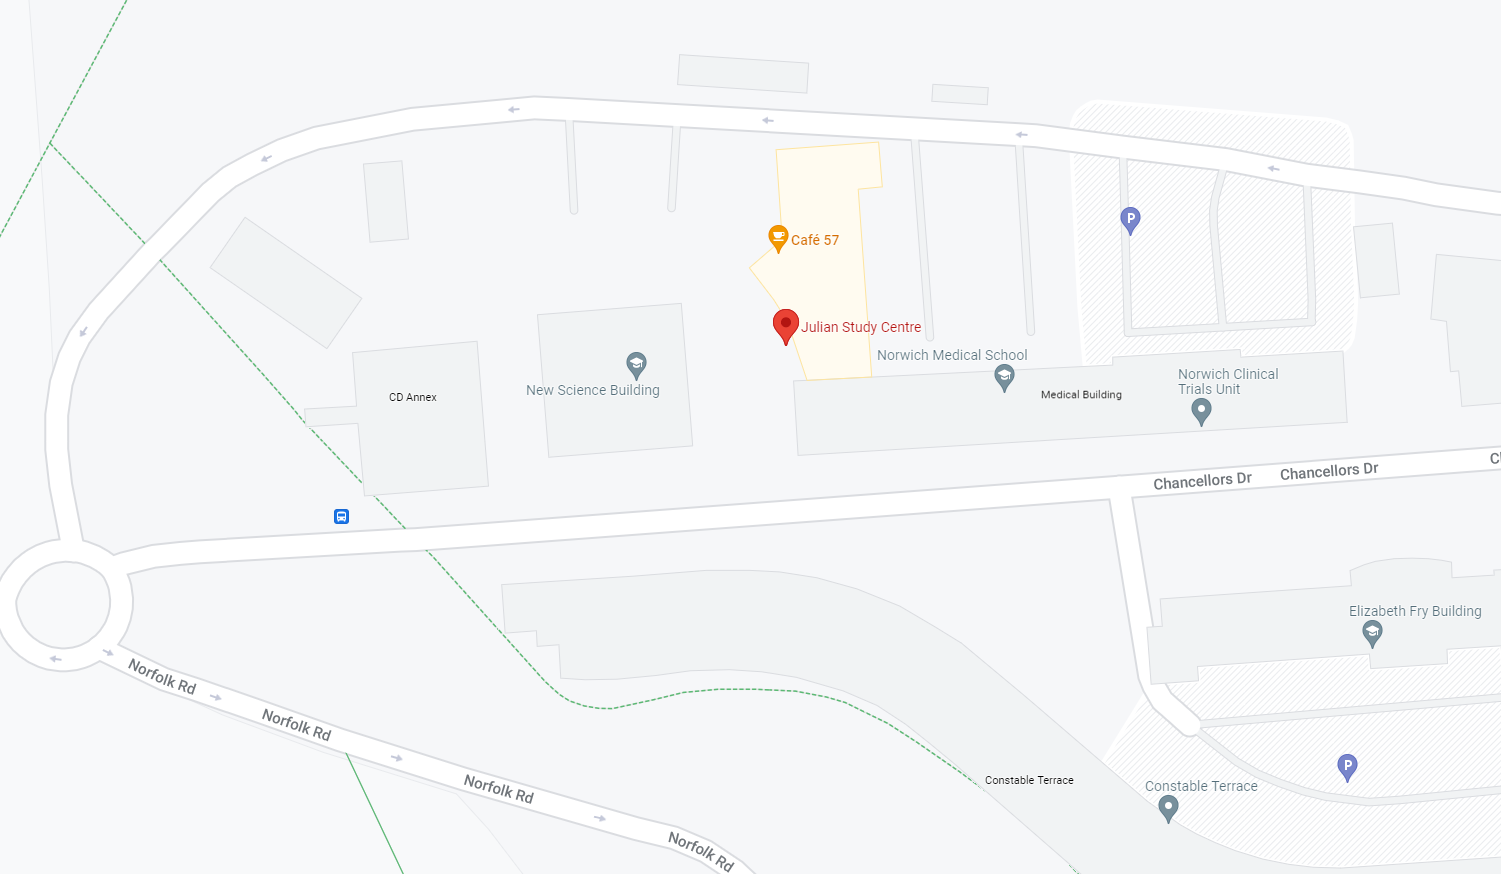 P
Café 57
Julian Study Centre
Norwich Medical School
New Science Building
CD Annex
Medical Building
Norwich Clinical
Trials Unit
Chancellors Dr
Chancellors Dr
Elizabeth Fry Building
Norfolk Rd
Norfolk Rd
Norfolk Rd
Norfolk Rd
P
Constable Terrace
Constable Terrace